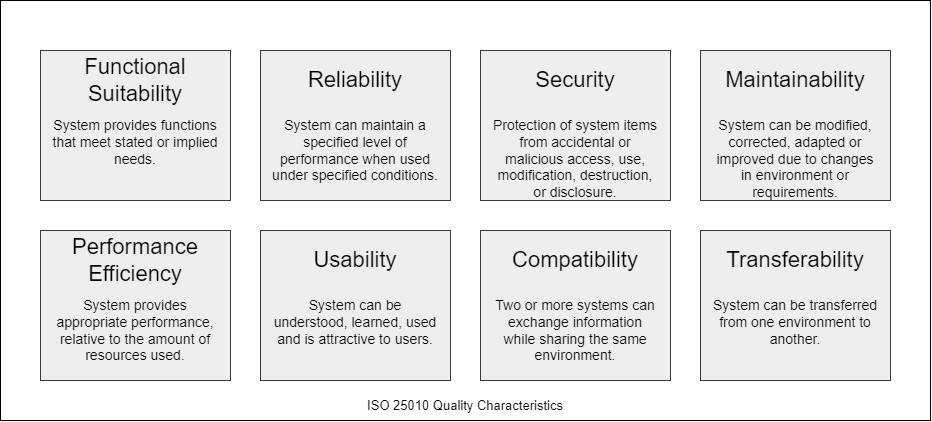 Functional
Suitability
System provides functions
that meet stated or implied
needs.
Reliability
System can maintain a
specified level of
performance when used
under specified conditions.
Security
Protection of system items
from accidental or
malicious access, use,
modification, destruction,
or disclosure.
Maintainability
System can be modified,
corrected, adapted or
improved due to changes
in environment or
requirements.
Performance
Efficiency
System provides
appropriate performance,
relative to the amount of
resources used.
Usability
System can be
understood, learned, used
and is attractive to users.
Compatibility
Two or more systems can
exchange information
while sharing the same
environment.
Transferability
System can be transferred
from one environment to
another.
ISO 25010 Quality Characteristics